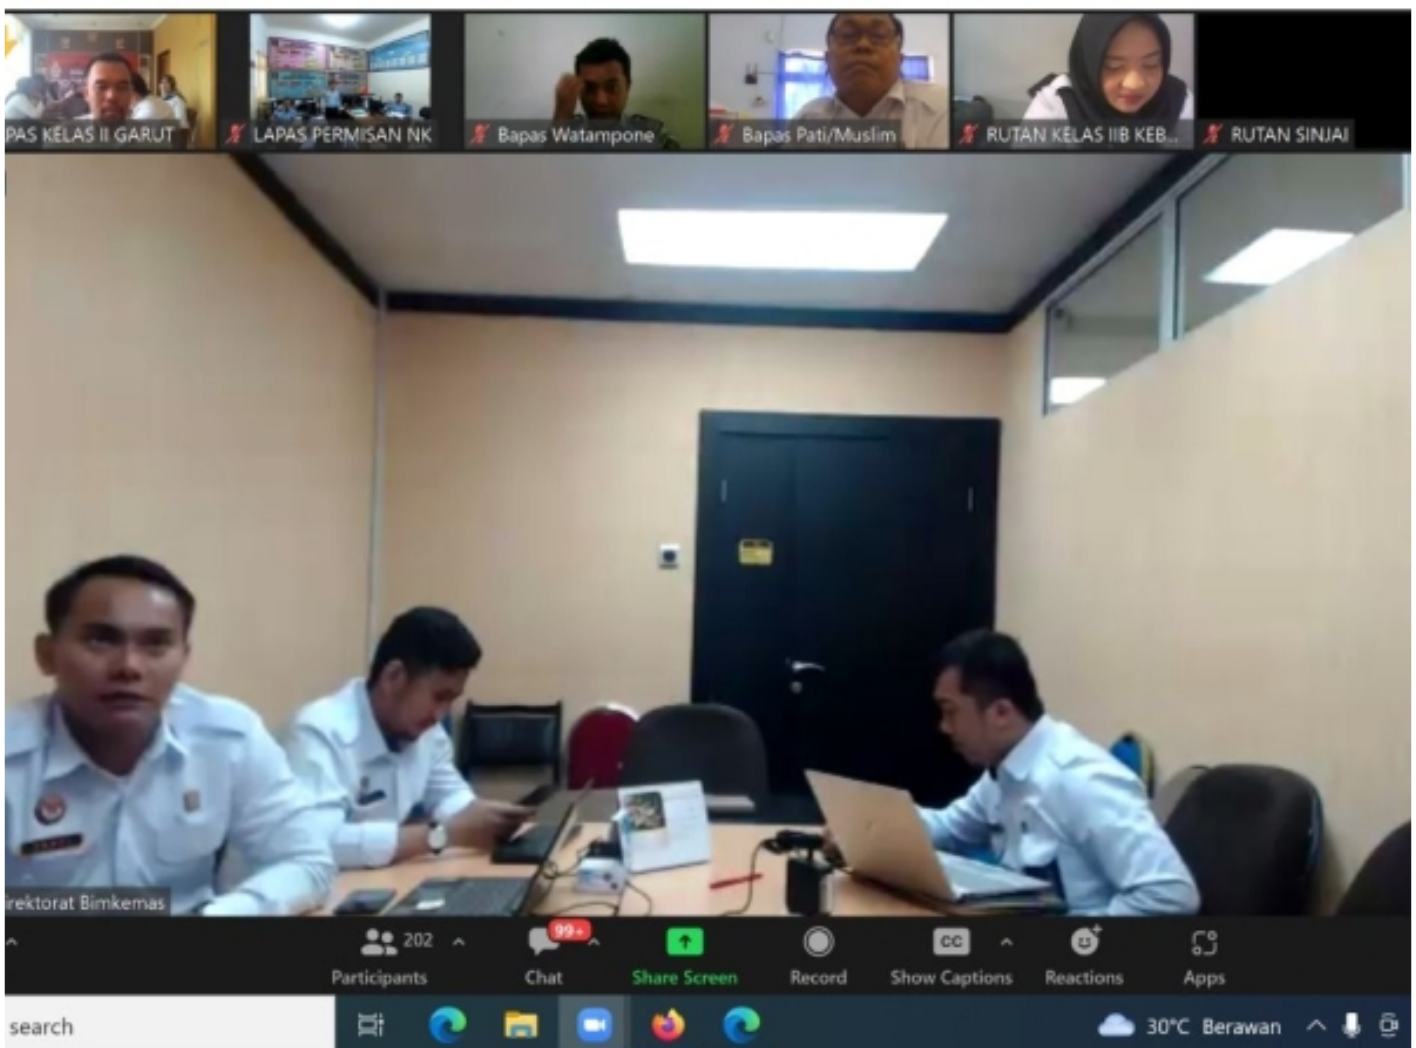 PAS KELAS II GARUT
LAPAS PERMISAN NK
Bapas Watampone
Bapas Pati/Muslim
RUTAN KELAS IIB KEB...
RUTAN SINJAI
irektorat Bimkemas
202
99+
Participants
Chat
Share Screen
Record
CC
Show Captions
Reactions
Apps
search
30°C Berawan